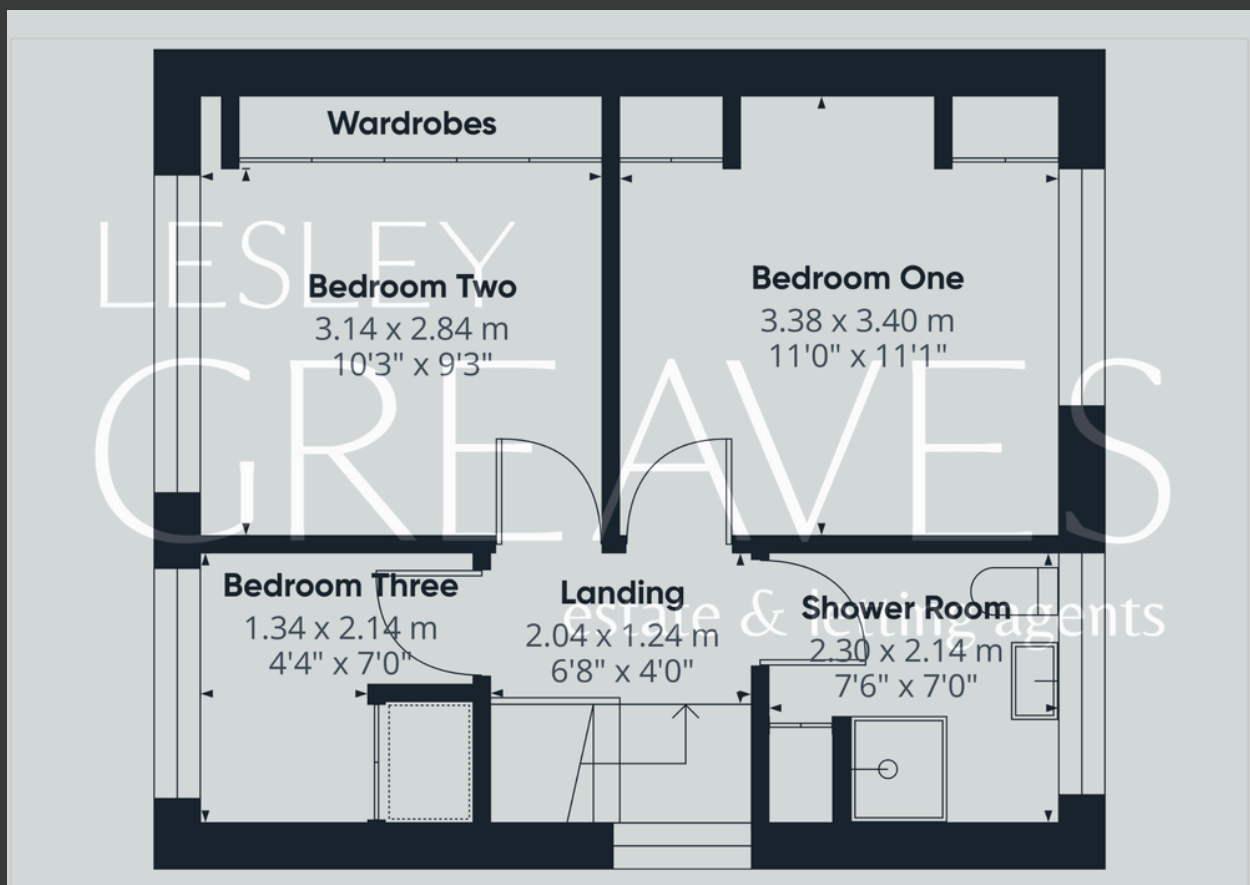 Wardrobes
LESLEY
GREAVES
estate & letting agents
Bedroom Two
3.14 x 2.84 m
10'3" x 9'3"
Bedroom One
3.38 x 3.40 m
11'0" x 11'1"
Bedroom Three
1.34 x 2.14 m
4'4" x 7'0"
Landing
2.04 x 1.24 m
6'8" x 4'0"
Shower Room
2.30 x 2.14 m
7'6" x 7'0"